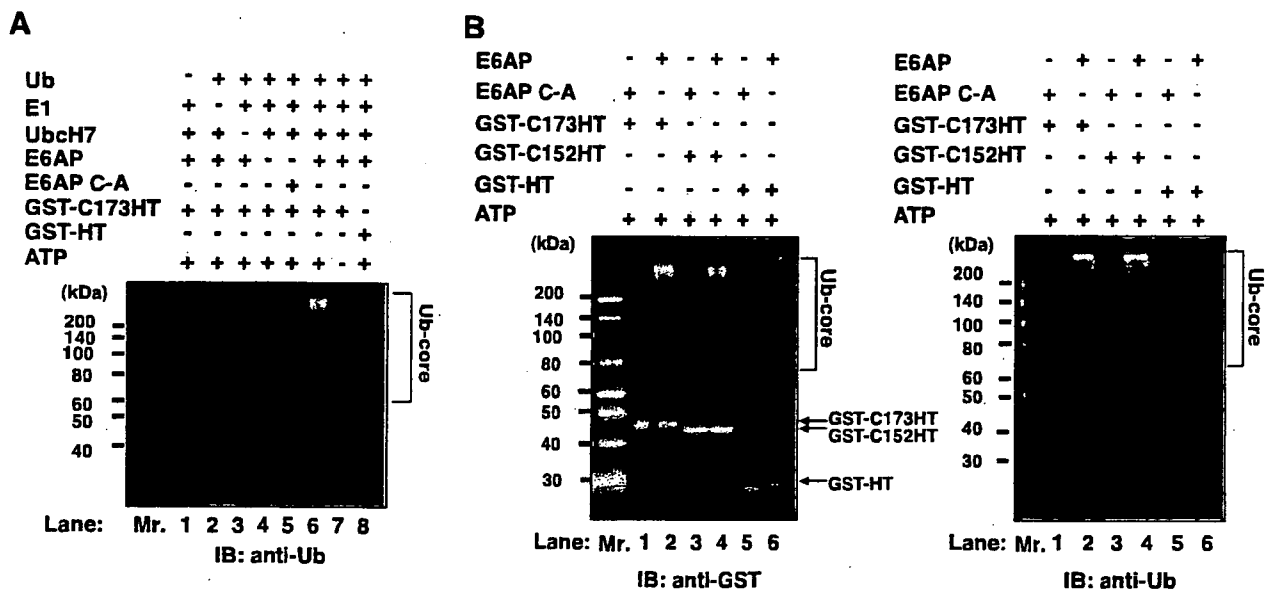 A
Ub - + + + + + + +
E1 + - + + + + + +
UbcH7 + + - + + + + +
E6AP + + + - - + + +
E6AP C-A - - - - + - - -
GST-C173HT + + + + + + + -
GST-HT - - - - - - - +
ATP + + + + + + - +
(kDa)
200
140
100
80
60
50
40
Ub-core
Lane: Mr. 1 2 3 4 5 6 7 8
IB: anti-Ub
B
E6AP - + - + - +
E6AP C-A + - + - + -
GST-C173HT + + - - - -
GST-C152HT - - + + - -
GST-HT - - - - + +
ATP + + + + + +
(kDa)
200
140
100
80
60
50
40
30
Ub-core
GST-C173HT
GST-C152HT
GST-HT
Lane: Mr. 1 2 3 4 5 6
IB: anti-GST
E6AP - + - + - +
E6AP C-A + - + - + -
GST-C173HT + + - - - -
GST-C152HT - - + + - -
GST-HT - - - - + +
ATP + + + + + +
(kDa)
200
140
100
80
60
50
40
30
Ub-core
Lane: Mr. 1 2 3 4 5 6
IB: anti-Ub